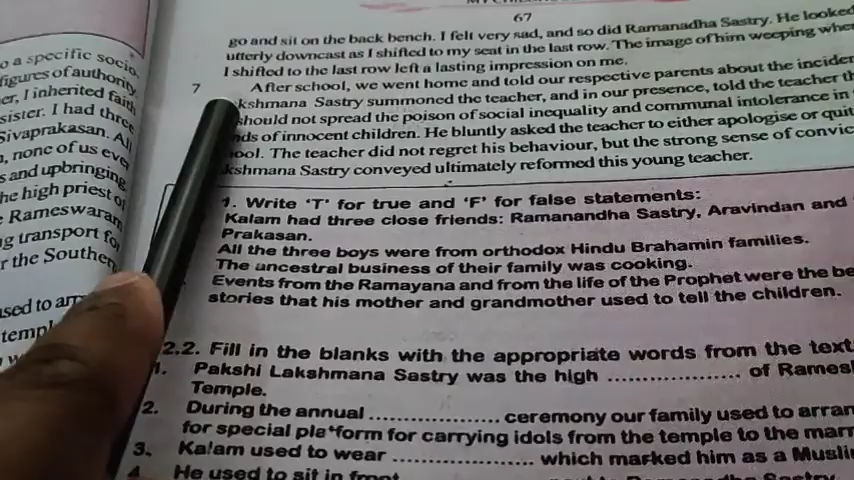 67
o a specific socio-
figures of authority.
er, I inherited faith
sister. I had three
Sivaprakasan. All
, none of us eve
s and upbringing.
he high priest of
Rameswaram
g transport for
r the Southern
used to arr
templ
go and sit on the back bench. I felt very sad, and so did Ramanadha Sastry. He looked
utterly downcast as I shifted to my seat in the last row. The image of him weeping when
I shifted to the last row left a lasting impression on me.
7 After school, we went home and told our respective parents about the inciden
kshmana Sastry summoned the teacher, and in our presence, told the teacher th
should not spread the poison of social inequality and communal intolerance in
nds of innocent children. He bluntly asked the teacher to either apologise or quit
ool. The teacher did not regret his behaviour, but the strong sense of convic
kshmana Sastry conveyed ultimately reformed this young teacher.
1. Write 'T' for true and 'F' for false statements:
Kalam had three close friends: Ramanandha Sastry, Aravindan and
Prakasan.
All the three boys were from orthodox Hindu Brahamin families.
The ancestral business of their family was cooking.
Events from the Ramayana and from the life of the Prophet were the be
stories that his mother and grandmother used to tell the children.
2.2. Fill in the blanks with the appropriate words from the text
1. Pakshi Lakshmana Sastry was the high .................... of Rames
Temple.
2. During the annual .................... ceremony our family used to arran
for special platform for carrying idols from the temple to the marr
3. Kalam used to wear ..................... which marked him as a Muslim
4. He used to sit in front